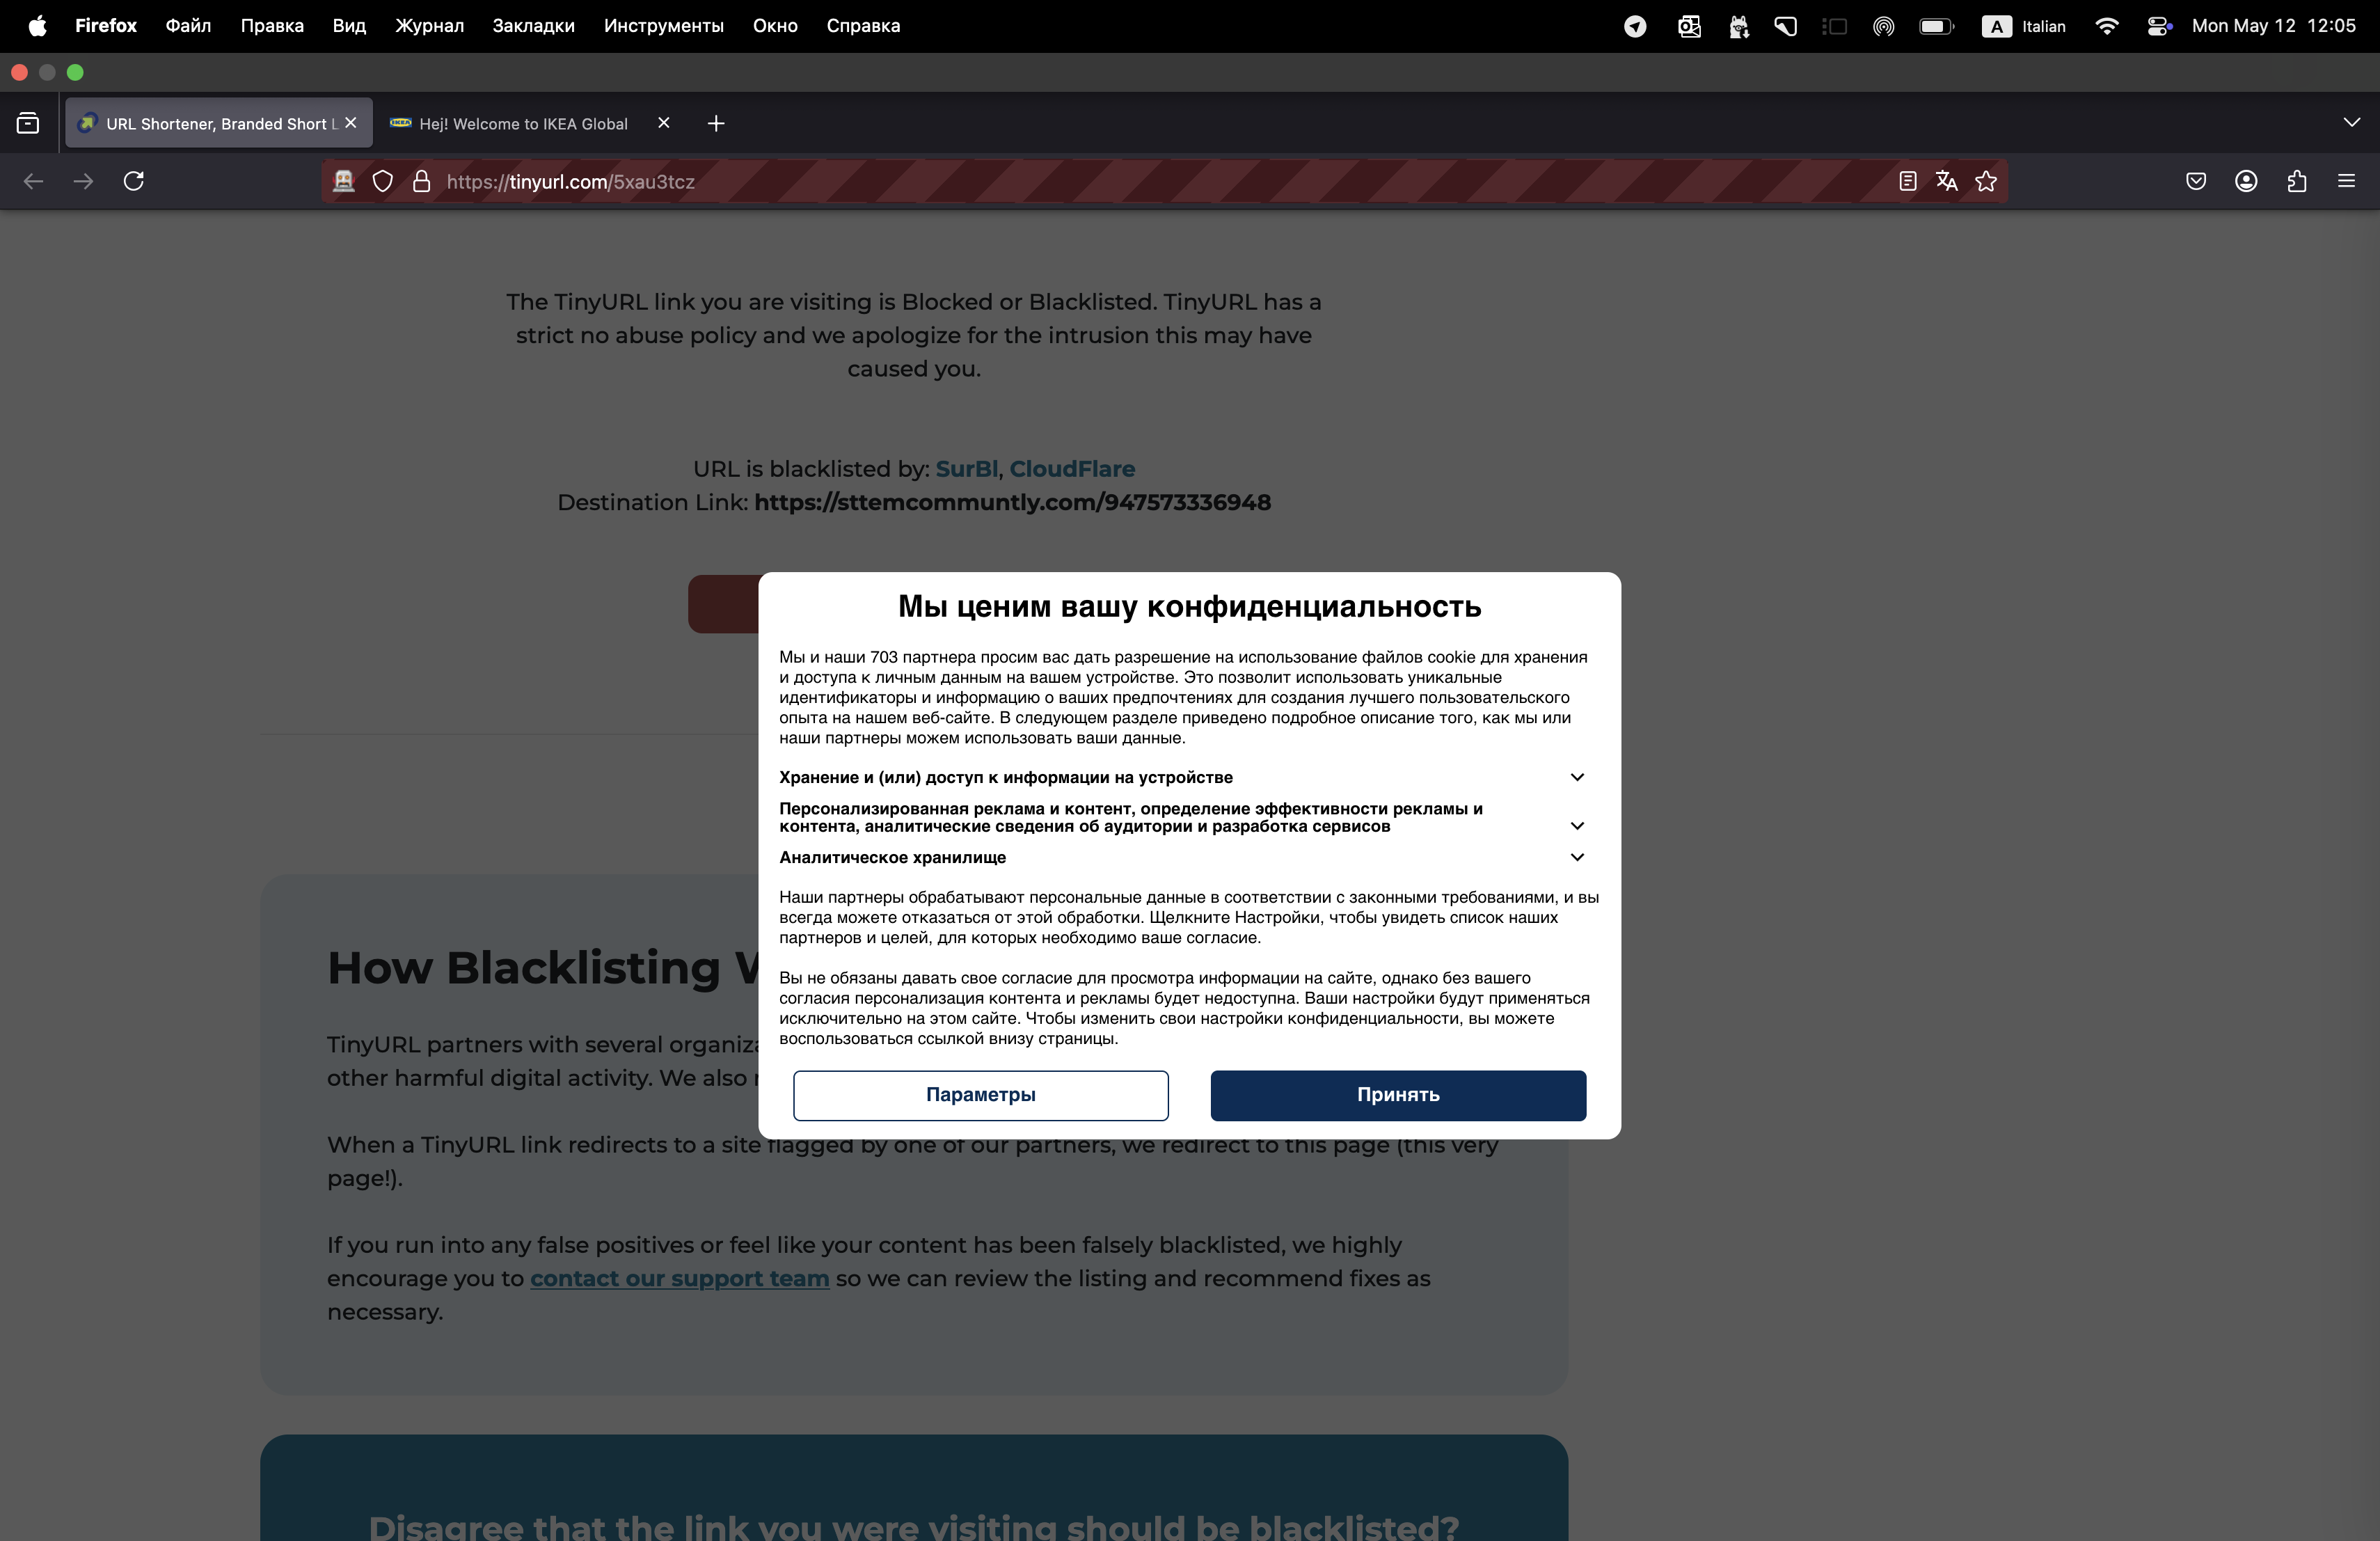 Firefox Файл Правка Вид Журнал Закладки Инструменты Окно Справка A Italian Mon May 12 12:05
URL Shortener, Branded Short L Hej! Welcome to IKEA Global
https://tinyurl.com/5xau3tcz
The TinyURL link you are visiting is Blocked or Blacklisted. TinyURL has a
strict no abuse policy and we apologize for the intrusion this may have
caused you.
URL is blacklisted by: SurBl, CloudFlare
Destination Link: https://sttemcommuntly.com/947573336948
Мы ценим вашу конфиденциальность
Мы и наши 703 партнера просим вас дать разрешение на использование файлов cookie для хранения
и доступа к личным данным на вашем устройстве. Это позволит использовать уникальные
идентификаторы и информацию о ваших предпочтениях для создания лучшего пользовательского
опыта на нашем веб-сайте. В следующем разделе приведено подробное описание того, как мы или
наши партнеры можем использовать ваши данные.
Хранение и (или) доступ к информации на устройстве
Персонализированная реклама и контент, определение эффективности рекламы и
контента, аналитические сведения об аудитории и разработка сервисов
Аналитическое хранилище
Наши партнеры обрабатывают персональные данные в соответствии с законными требованиями, и вы
всегда можете отказаться от этой обработки. Щелкните Настройки, чтобы увидеть список наших
партнеров и целей, для которых необходимо ваше согласие.
Вы не обязаны давать свое согласие для просмотра информации на сайте, однако без вашего
согласия персонализация контента и рекламы будет недоступна. Ваши настройки будут применяться
исключительно на этом сайте. Чтобы изменить свои настройки конфиденциальности, вы можете
воспользоваться ссылкой внизу страницы.
Параметры Принять
How Blacklisting
TinyURL partners with several
other harmful digital activity. We also
When a TinyURL link redirects to a site flagged by one of our partners, we redirect to this page (this very
page!).
If you run into any false positives or feel like your content has been falsely blacklisted, we highly
encourage you to contact our support team so we can review the listing and recommend fixes as
necessary.
Disagree that the link you were visiting should be blacklisted?